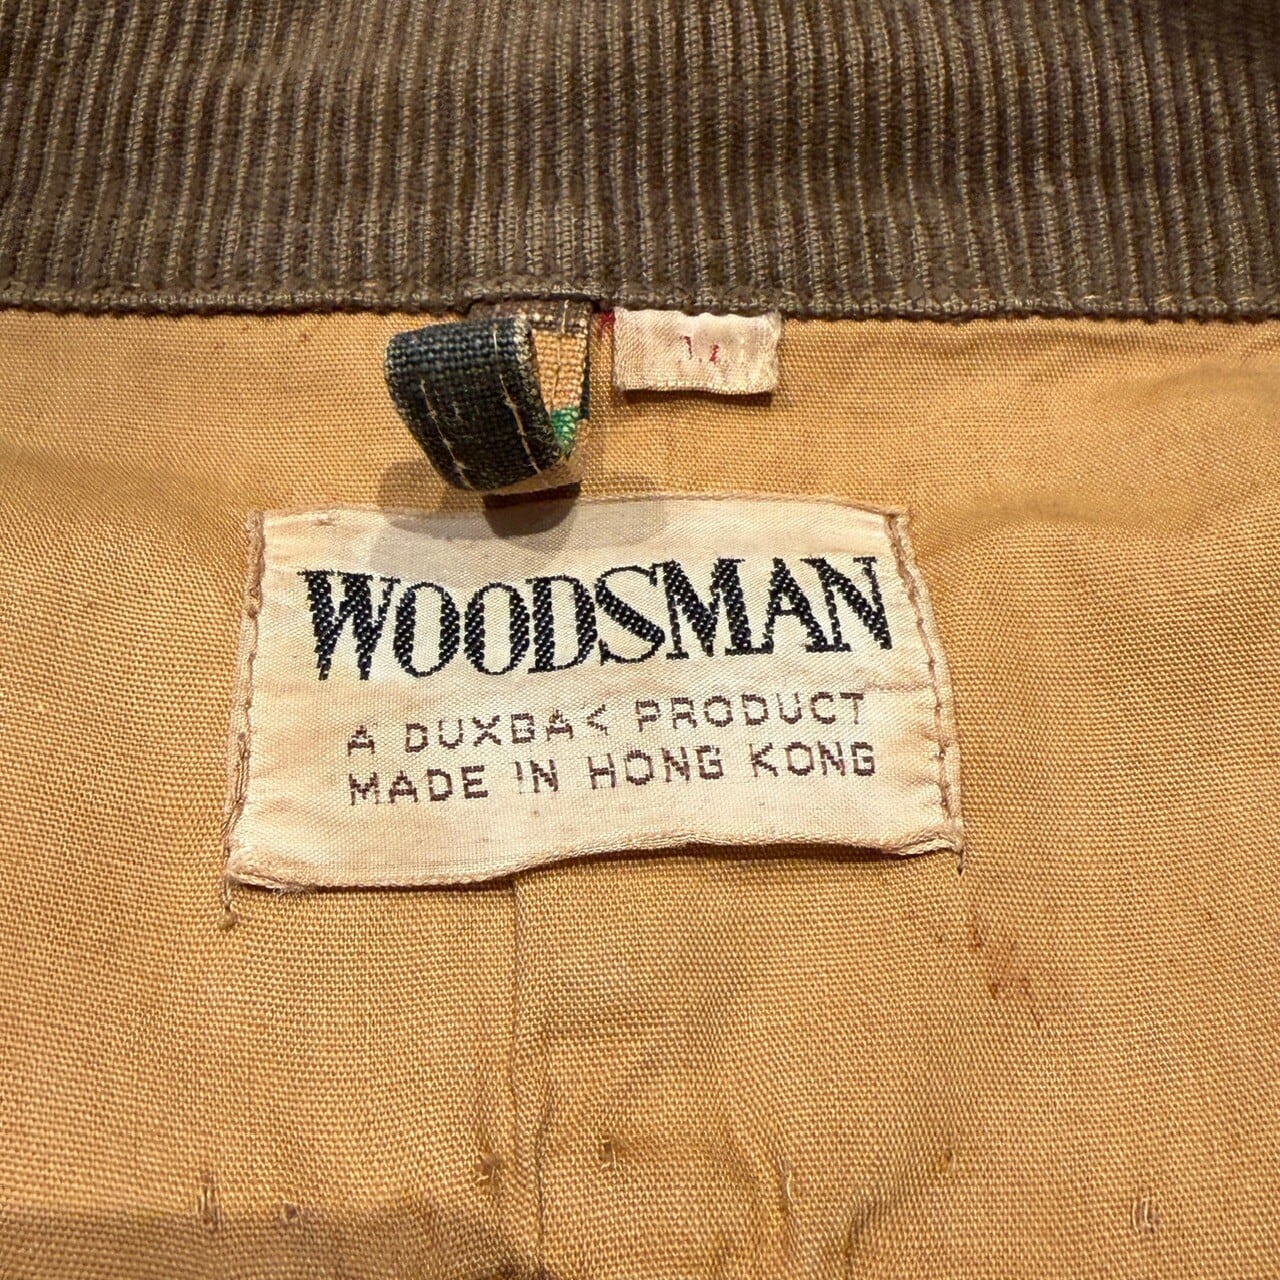 WOODSMAN
A DUXBAK PRODUCT
MADE IN HONG KONG